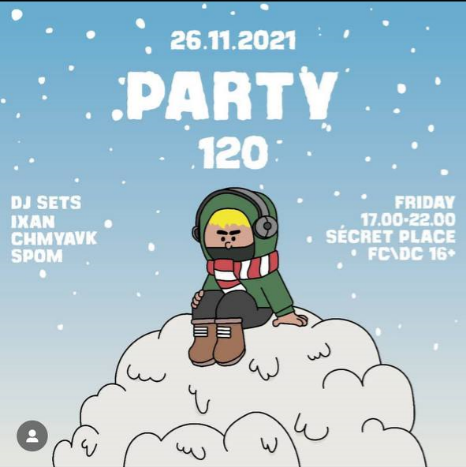 26.11.2021
PARTY
120
DJ SETS
IXAN
CHMYAVK
SPOM
FRIDAY
17.00-22.00
SÉCRET PLACE
FC\DC 16+